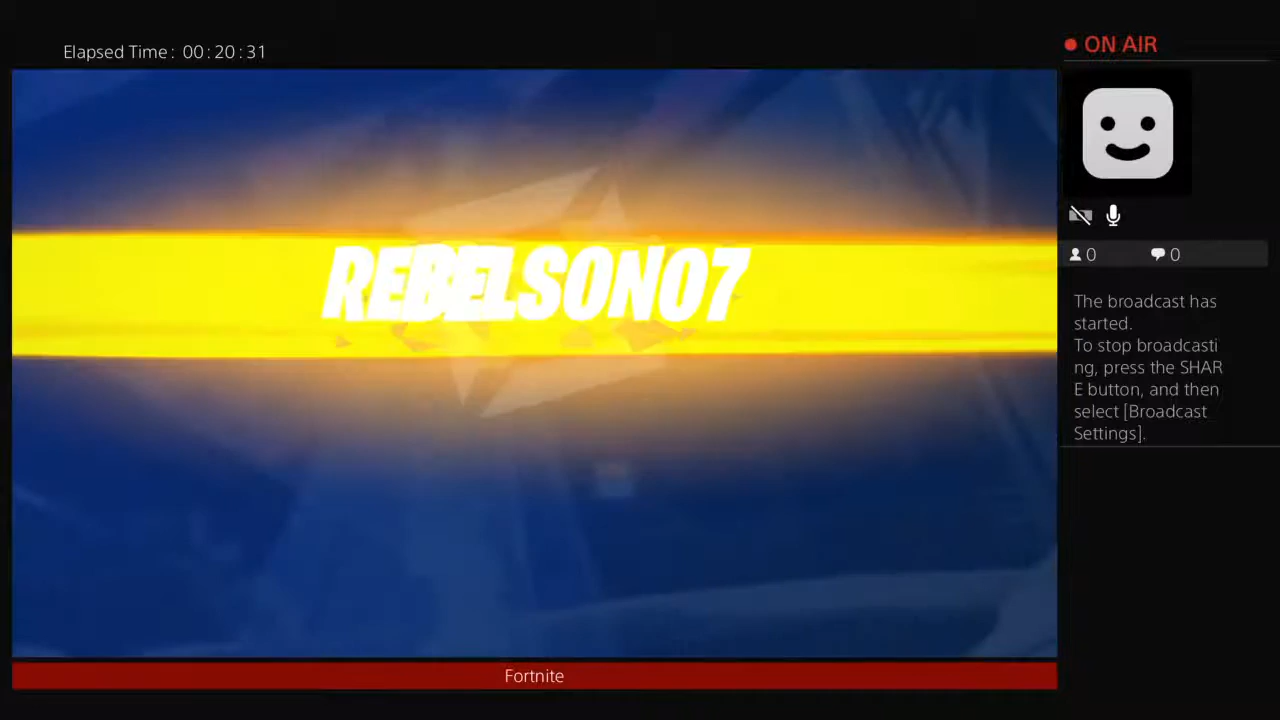 Elapsed Time: 00:20:31
ON AIR
REBELSON07
0 0
The broadcast has
started.
To stop broadcasti
ng, press the SHAR
E button, and then
select [Broadcast
Settings].
Fortnite